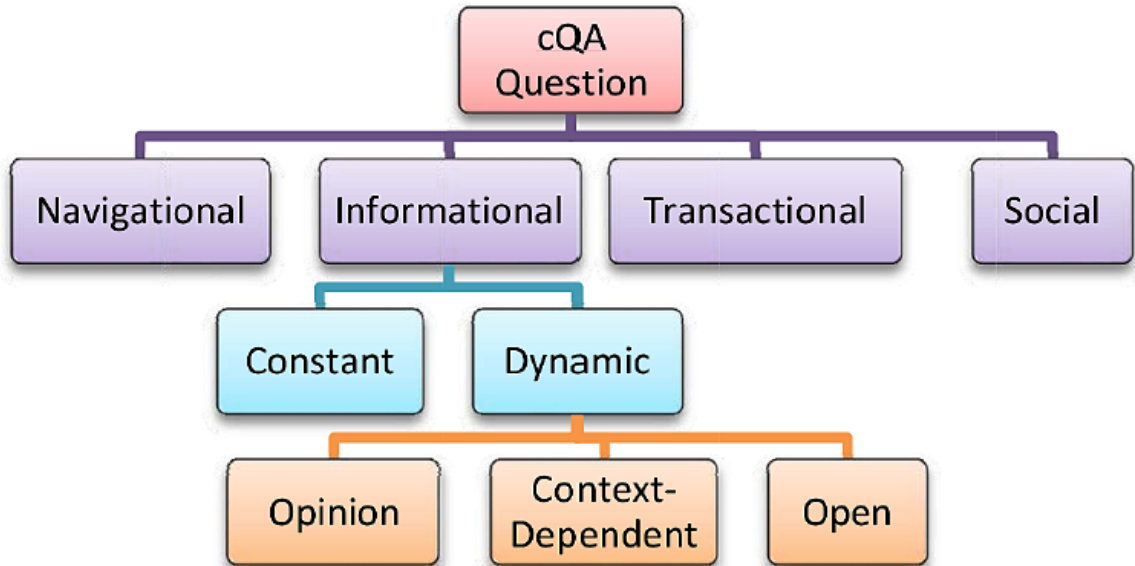 cQA
Question
Navigational
Informational
Transactional
Social
Constant
Dynamic
Opinion
Context-
Dependent
Open